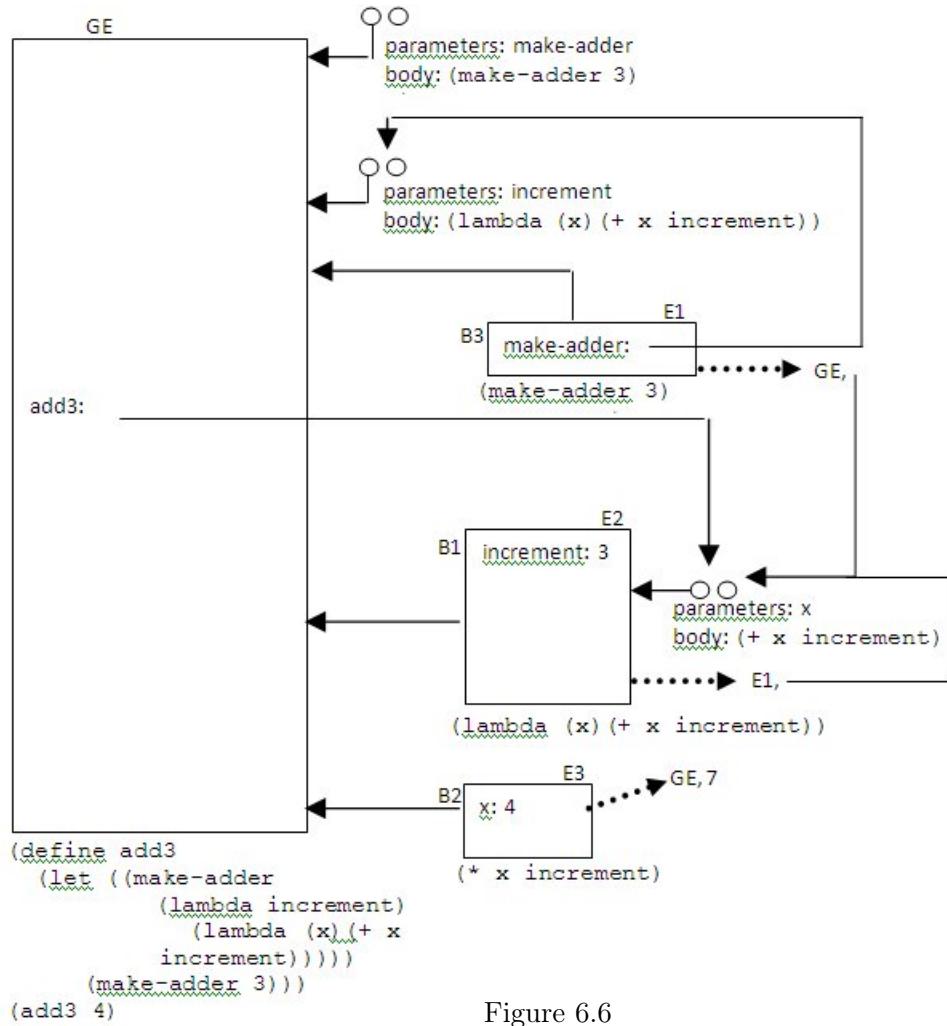 GE
parameters: make-adder
body: (make-adder 3)
parameters: increment
body: (lambda (x)(+ x increment))
E1
B3
make-adder:
GE,
(make-adder 3)
add3:
E2
B1
increment: 3
parameters: x
body: (+ x increment)
E1,
(lambda (x)(+ x increment))
E3
GE,7
B2
x: 4
(* x increment)
(define add3
(let ((make-adder
(lambda increment)
(lambda (x)(+ x
increment)))))
(make-adder 3)))
(add3 4)
Figure 6.6